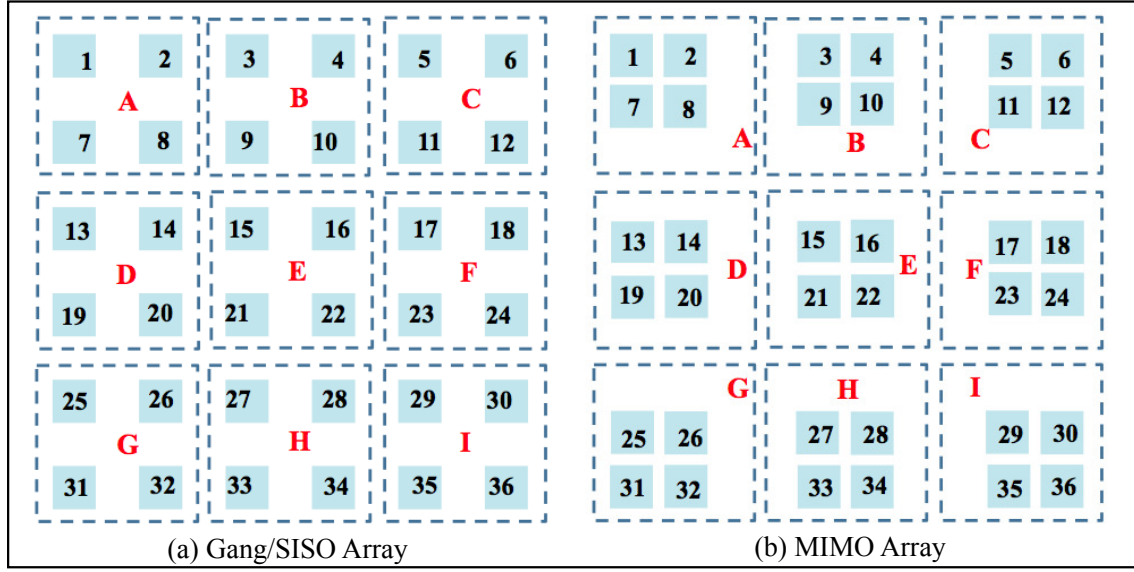 1 2 3 4 5 6
A B C
7 8 9 10 11 12
13 14 15 16 17 18
D E F
19 20 21 22 23 24
25 26 27 28 29 30
G H I
31 32 33 34 35 36
(a) Gang/SISO Array
1 2 3 4 5 6
7 8 9 10 11 12
A B C
13 14 15 16 17 18
D E F
19 20 21 22 23 24
G H I
25 26 27 28 29 30
31 32 33 34 35 36
(b) MIMO Array